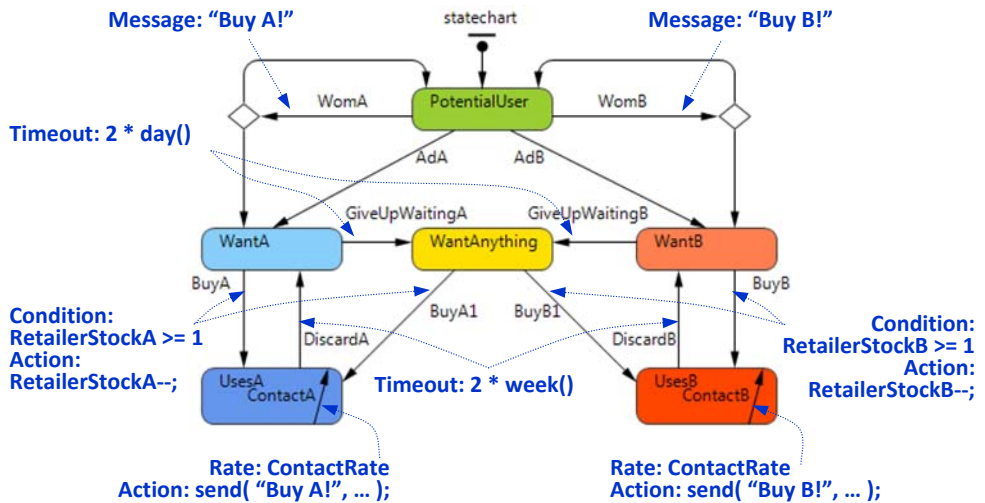 Message: “Buy A!”
statechart
Message: “Buy B!”
WomA
PotentialUser
WomB
Timeout: 2 * day()
AdA
AdB
GiveUpWaitingA
GiveUpWaitingB
WantA
WantAnything
WantB
BuyA
BuyA1
BuyB1
BuyB
Condition:
RetailerStockA >= 1
Action:
RetailerStockA--;
DiscardA
DiscardB
Condition:
RetailerStockB >= 1
Action:
RetailerStockB--;
UsesA
ContactA
Timeout: 2 * week()
UsesB
ContactB
Rate: ContactRate
Action: send( “Buy A!”, ... );
Rate: ContactRate
Action: send( “Buy B!”, ... );